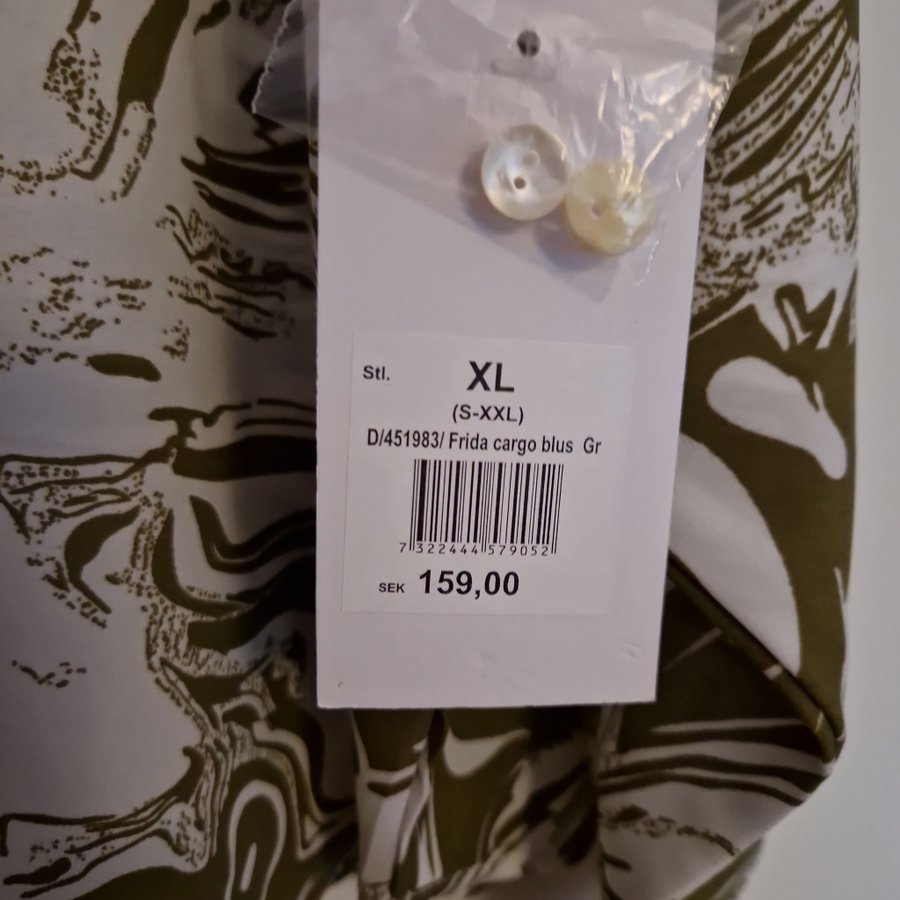 Stl. XL
(S-XXL)
D/451983/ Frida cargo blus Gr
7 322444 579052
SEK 159,00